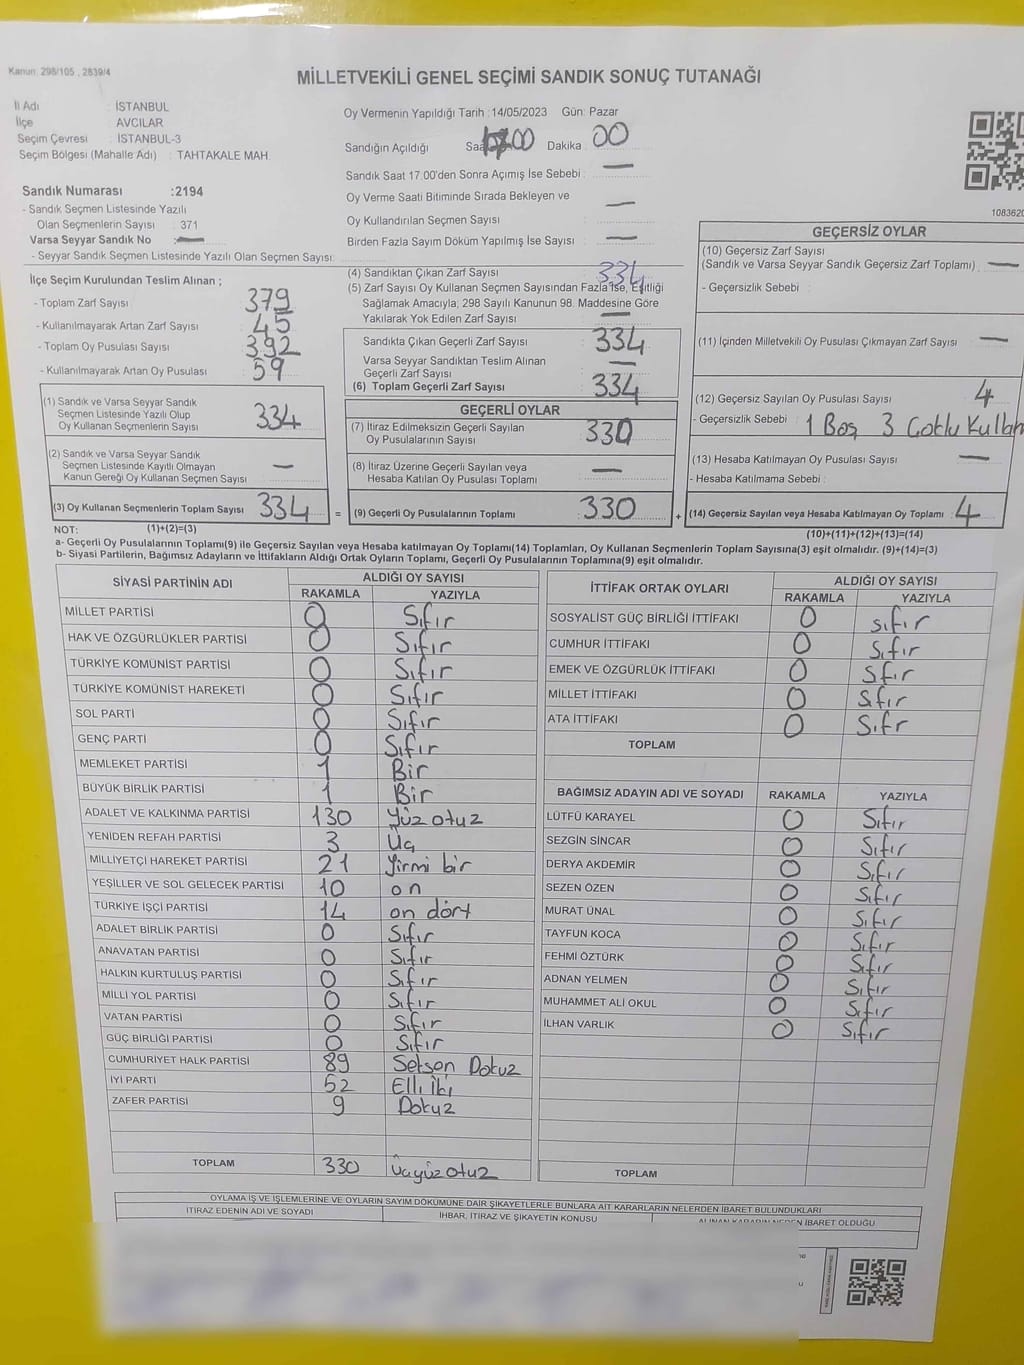 Kanun: 298/105 , 2839/4
MİLLETVEKİLİ GENEL SEÇİMİ SANDIK SONUÇ TUTANAĞI
İl Adı : İSTANBUL
İlçe : AVCILAR
Seçim Çevresi : İSTANBUL-3
Seçim Bölgesi (Mahalle Adı) : TAHTAKALE MAH.
Sandık Numarası :2194
- Sandık Seçmen Listesinde Yazılı
Olan Seçmenlerin Sayısı : 371
Varsa Seyyar Sandık No : —
- Seyyar Sandık Seçmen Listesinde Yazılı Olan Seçmen Sayısı:
Oy Vermenin Yapıldığı Tarih :14/05/2023 Gün: Pazar
Sandığın Açıldığı Saat 17:00 Dakika : 00
Sandık Saat 17.00'den Sonra Açımış İse Sebebi : —
Oy Verme Saati Bitiminde Sırada Bekleyen ve
Oy Kullandırılan Seçmen Sayısı —
Birden Fazla Sayım Döküm Yapılmış İse Sayısı : —
108362
İlçe Seçim Kurulundan Teslim Alınan ;
- Toplam Zarf Sayısı : 379
- Kullanılmayarak Artan Zarf Sayısı : 45
- Toplam Oy Pusulası Sayısı : 392
- Kullanılmayarak Artan Oy Pusulası : 59
(4) Sandıktan Çıkan Zarf Sayısı 334
(5) Zarf Sayısı Oy Kullanan Seçmen Sayısından Fazla İse, Eşitliği
Sağlamak Amacıyla; 298 Sayılı Kanunun 98. Maddesine Göre
Yakılarak Yok Edilen Zarf Sayısı : —
Sandıkta Çıkan Geçerli Zarf Sayısı : 334
Varsa Seyyar Sandıktan Teslim Alınan
Geçerli Zarf Sayısı : —
(6) Toplam Geçerli Zarf Sayısı 334
GEÇERSİZ OYLAR
(10) Geçersiz Zarf Sayısı
(Sandık ve Varsa Seyyar Sandık Geçersiz Zarf Toplamı) : —
- Geçersizlik Sebebi :
(11) İçinden Milletvekili Oy Pusulası Çıkmayan Zarf Sayısı : —
(12) Geçersiz Sayılan Oy Pusulası Sayısı : 4
- Geçersizlik Sebebi : 1 Boş 3 Çoklu Kullan
(13) Hesaba Katılmayan Oy Pusulası Sayısı : —
- Hesaba Katılmama Sebebi :
(14) Geçersiz Sayılan veya Hesaba Katılmayan Oy Toplamı : 4
(1) Sandık ve Varsa Seyyar Sandık
Seçmen Listesinde Yazılı Olup
Oy Kullanan Seçmenlerin Sayısı : 334
(2) Sandık ve Varsa Seyyar Sandık
Seçmen Listesinde Kayıtlı Olmayan
Kanun Gereği Oy Kullanan Seçmen Sayısı : —
(3) Oy Kullanan Seçmenlerin Toplam Sayısı : 334 =
GEÇERLİ OYLAR
(7) İtiraz Edilmeksizin Geçerli Sayılan
Oy Pusulalarının Sayısı : 330
(8) İtiraz Üzerine Geçerli Sayılan veya
Hesaba Katılan Oy Pusulası Toplamı : —
(9) Geçerli Oy Pusulalarının Toplamı : 330 +
NOT: (1)+(2)=(3) (10)+(11)+(12)+(13)=(14)
a- Geçerli Oy Pusulalarının Toplamı(9) ile Geçersiz Sayılan veya Hesaba katılmayan Oy Toplamı(14) Toplamları, Oy Kullanan Seçmenlerin Toplam Sayısına(3) eşit olmalıdır. (9)+(14)=(3)
b- Siyasi Partilerin, Bağımsız Adayların ve İttifakların Aldığı Ortak Oyların Toplamı, Geçerli Oy Pusulalarının Toplamına(9) eşit olmalıdır.
SİYASİ PARTİNİN ADI ALDIĞI OY SAYISI
RAKAMLA YAZIYLA
MİLLET PARTİSİ 0 Sıfır
HAK VE ÖZGÜRLÜKLER PARTİSİ 0 Sıfır
TÜRKİYE KOMÜNİST PARTİSİ 0 Sıfır
TÜRKİYE KOMÜNİST HAREKETİ 0 Sıfır
SOL PARTİ 0 Sıfır
GENÇ PARTİ 0 Sıfır
MEMLEKET PARTİSİ 1 Bir
BÜYÜK BİRLİK PARTİSİ 1 Bir
ADALET VE KALKINMA PARTİSİ 130 Yüz otuz
YENİDEN REFAH PARTİSİ 3 Üç
MİLLİYETÇİ HAREKET PARTİSİ 21 Yirmi bir
YEŞİLLER VE SOL GELECEK PARTİSİ 10 on
TÜRKİYE İŞÇİ PARTİSİ 14 on dört
ADALET BİRLİK PARTİSİ 0 Sıfır
ANAVATAN PARTİSİ 0 Sıfır
HALKIN KURTULUŞ PARTİSİ 0 Sıfır
MİLLİ YOL PARTİSİ 0 Sıfır
VATAN PARTİSİ 0 Sıfır
GÜÇ BİRLİĞİ PARTİSİ 0 Sıfır
CUMHURİYET HALK PARTİSİ 89 Seksen Dokuz
İYİ PARTİ 52 Elli İki
ZAFER PARTİSİ 9 Dokuz
TOPLAM 330 Üçyüz otuz
İTTİFAK ORTAK OYLARI ALDIĞI OY SAYISI
RAKAMLA YAZIYLA
SOSYALİST GÜÇ BİRLİĞİ İTTİFAKI 0 sıfır
CUMHUR İTTİFAKI 0 Sıfır
EMEK VE ÖZGÜRLÜK İTTİFAKI 0 Sfır
MİLLET İTTİFAKI 0 Sıfır
ATA İTTİFAKI 0 Sıfr
TOPLAM
BAĞIMSIZ ADAYIN ADI VE SOYADI RAKAMLA YAZIYLA
LÜTFÜ KARAYEL 0 Sıfır
SEZGİN SİNCAR 0 Sıfır
DERYA AKDEMİR 0 Sıfır
SEZEN ÖZEN 0 Sıfır
MURAT ÜNAL 0 Sıfır
TAYFUN KOCA 0 Sıfır
FEHMİ ÖZTÜRK 0 Sıfır
ADNAN YELMEN 0 Sıfır
MUHAMMET ALİ OKUL 0 Sıfır
İLHAN VARLIK 0 Sıfır
TOPLAM
OYLAMA İŞ VE İŞLEMLERİNE VE OYLARIN SAYIM DÖKÜMÜNE DAİR ŞİKAYETLERLE BUNLARA AİT KARARLARIN NELERDEN İBARET BULUNDUKLARI
İTİRAZ EDENİN ADI VE SOYADI İHBAR, İTİRAZ VE ŞİKAYETİN KONUSU ALINAN KARARIN NEDEN İBARET OLDUĞU